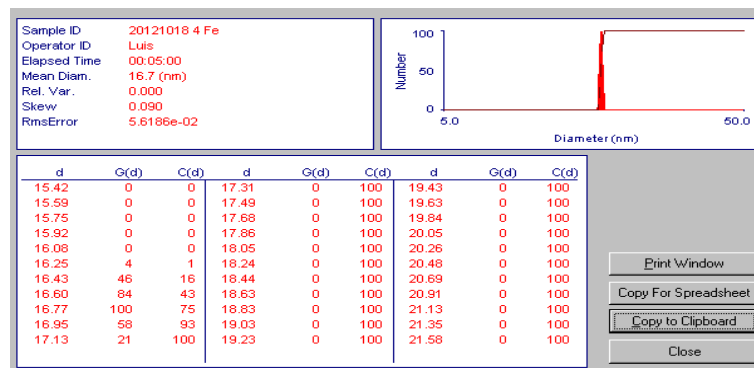 Sample ID 20121018 4 Fe
Operator ID Luis
Elapsed Time 00:05:00
Mean Diam. 16.7 (nm)
Rel. Var. 0.000
Skew 0.090
RmsError 5.6186e-02
100
50
0
Number
5.0 50.0
Diameter (nm)
d G(d) C(d) d G(d) C(d) d G(d) C(d)
15.42 0 0 17.31 0 100 19.43 0 100
15.59 0 0 17.49 0 100 19.63 0 100
15.75 0 0 17.68 0 100 19.84 0 100
15.92 0 0 17.86 0 100 20.05 0 100
16.08 0 0 18.05 0 100 20.26 0 100
16.25 4 1 18.24 0 100 20.48 0 100
16.43 46 16 18.44 0 100 20.69 0 100
16.60 84 43 18.63 0 100 20.91 0 100
16.77 100 75 18.83 0 100 21.13 0 100
16.95 58 93 19.03 0 100 21.35 0 100
17.13 21 100 19.23 0 100 21.58 0 100
Print Window
Copy For Spreadsheet
Copy to Clipboard
Close